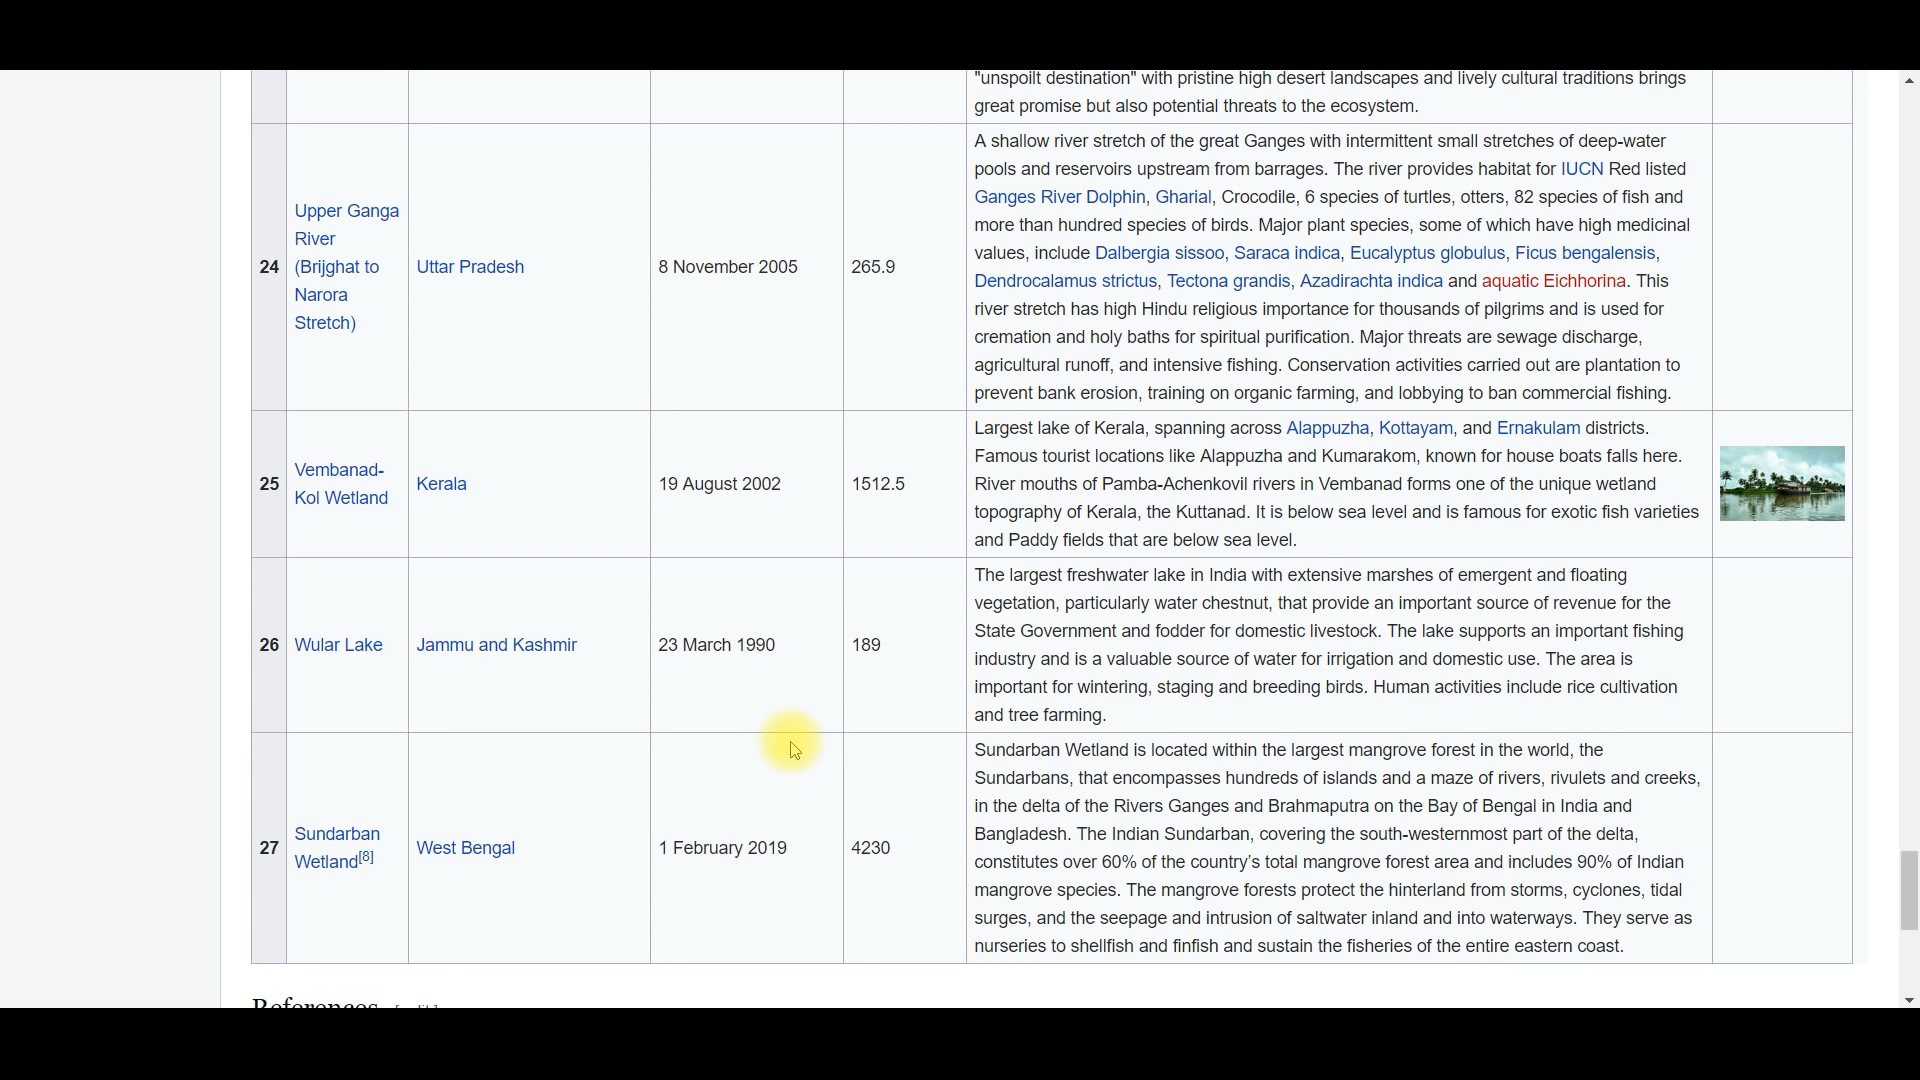 "unspoilt destination" with pristine high desert landscapes and lively cultural traditions brings
great promise but also potential threats to the ecosystem.
24
Upper Ganga
River
(Brijghat to
Narora
Stretch)
Uttar Pradesh
8 November 2005
265.9
A shallow river stretch of the great Ganges with intermittent small stretches of deep-water
pools and reservoirs upstream from barrages. The river provides habitat for IUCN Red listed
Ganges River Dolphin, Gharial, Crocodile, 6 species of turtles, otters, 82 species of fish and
more than hundred species of birds. Major plant species, some of which have high medicinal
values, include Dalbergia sissoo, Saraca indica, Eucalyptus globulus, Ficus bengalensis,
Dendrocalamus strictus, Tectona grandis, Azadirachta indica and aquatic Eichhorina. This
river stretch has high Hindu religious importance for thousands of pilgrims and is used for
cremation and holy baths for spiritual purification. Major threats are sewage discharge,
agricultural runoff, and intensive fishing. Conservation activities carried out are plantation to
prevent bank erosion, training on organic farming, and lobbying to ban commercial fishing.
25
Vembanad-
Kol Wetland
Kerala
19 August 2002
1512.5
Largest lake of Kerala, spanning across Alappuzha, Kottayam, and Ernakulam districts.
Famous tourist locations like Alappuzha and Kumarakom, known for house boats falls here.
River mouths of Pamba-Achenkovil rivers in Vembanad forms one of the unique wetland
topography of Kerala, the Kuttanad. It is below sea level and is famous for exotic fish varieties
and Paddy fields that are below sea level.
26
Wular Lake
Jammu and Kashmir
23 March 1990
189
The largest freshwater lake in India with extensive marshes of emergent and floating
vegetation, particularly water chestnut, that provide an important source of revenue for the
State Government and fodder for domestic livestock. The lake supports an important fishing
industry and is a valuable source of water for irrigation and domestic use. The area is
important for wintering, staging and breeding birds. Human activities include rice cultivation
and tree farming.
27
Sundarban
Wetland[8]
West Bengal
1 February 2019
4230
Sundarban Wetland is located within the largest mangrove forest in the world, the
Sundarbans, that encompasses hundreds of islands and a maze of rivers, rivulets and creeks,
in the delta of the Rivers Ganges and Brahmaputra on the Bay of Bengal in India and
Bangladesh. The Indian Sundarban, covering the south-westernmost part of the delta,
constitutes over 60% of the country’s total mangrove forest area and includes 90% of Indian
mangrove species. The mangrove forests protect the hinterland from storms, cyclones, tidal
surges, and the seepage and intrusion of saltwater inland and into waterways. They serve as
nurseries to shellfish and finfish and sustain the fisheries of the entire eastern coast.
References